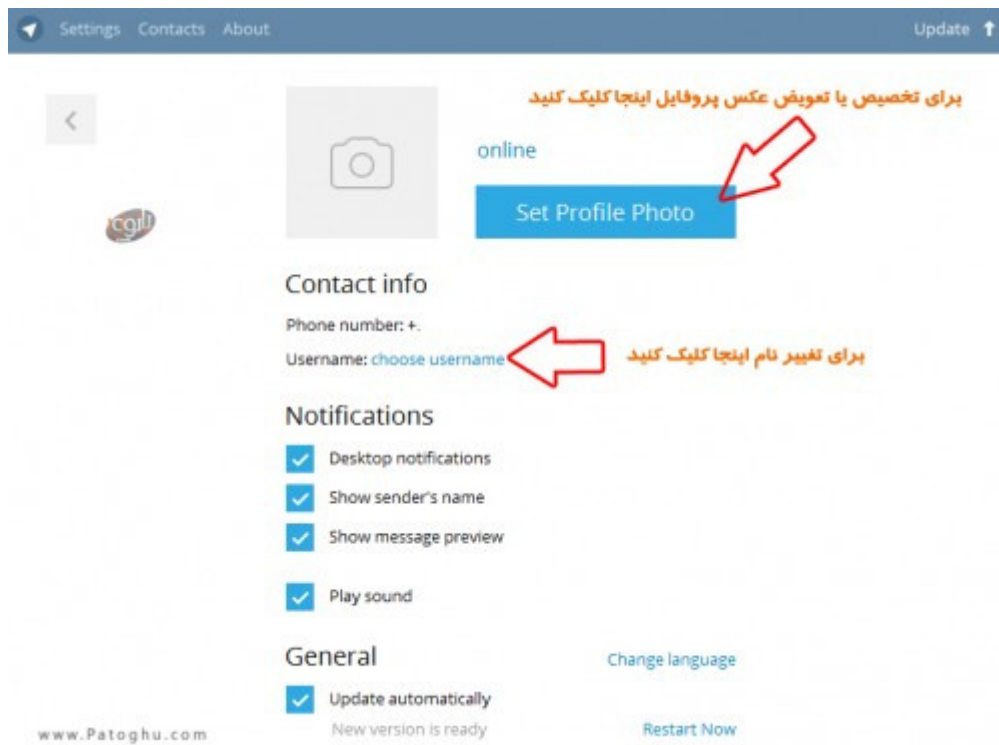 Settings Contacts About Update
برای تخصیص یا تعویض عکس پروفایل اینجا کلیک کنید
online
Set Profile Photo
Contact info
Phone number: +.
Username: choose username
برای تغییر نام اینجا کلیک کنید
Notifications
Desktop notifications
Show sender's name
Show message preview
Play sound
General Change language
Update automatically
New version is ready Restart Now
www.Patoghu.com